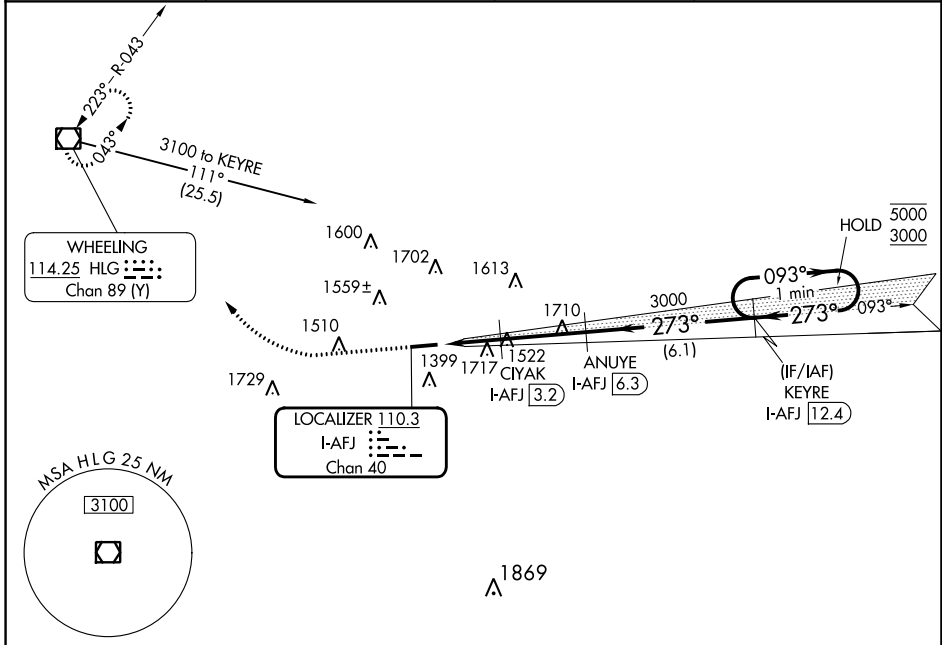 223°
R-043
043°
3100 to KEYRE
111°
(25.5)
WHEELING
114.25 HLG
Chan 89 (Y)
1600
1702
1613
1559±
1510
1710
1729
1399
1717
1522
3000
273°
(6.1)
HOLD
5000
3000
093°
1 min
273°
093°
CIYAK
I-AFJ 3.2
ANUYE
I-AFJ 6.3
(IF/IAF)
KEYRE
I-AFJ 12.4
LOCALIZER 110.3
I-AFJ
Chan 40
MSA HLG 25 NM
3100
1869